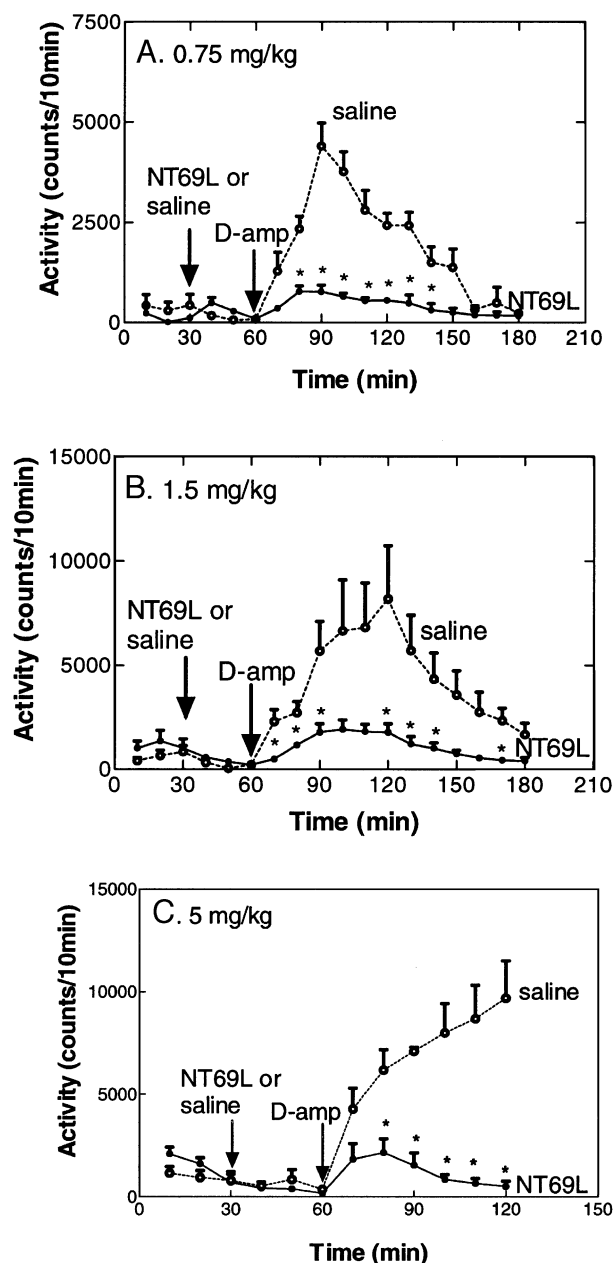 7500
A. 0.75 mg/kg
saline
5000
NT69L or
saline
D-amp
2500
* * * * * * *
NT69L
0
0 30 60 90 120 150 180 210
Activity (counts/10min)
Time (min)
15000
B. 1.5 mg/kg
10000
NT69L or
saline
saline
D-amp
5000
* * * * * * *
NT69L
0
0 30 60 90 120 150 180 210
Activity (counts/10min)
Time (min)
15000
C. 5 mg/kg
10000
saline
NT69L or
saline
D-amp
5000
* * * * *
NT69L
0
0 30 60 90 120 150
Activity (counts/10min)
Time (min)